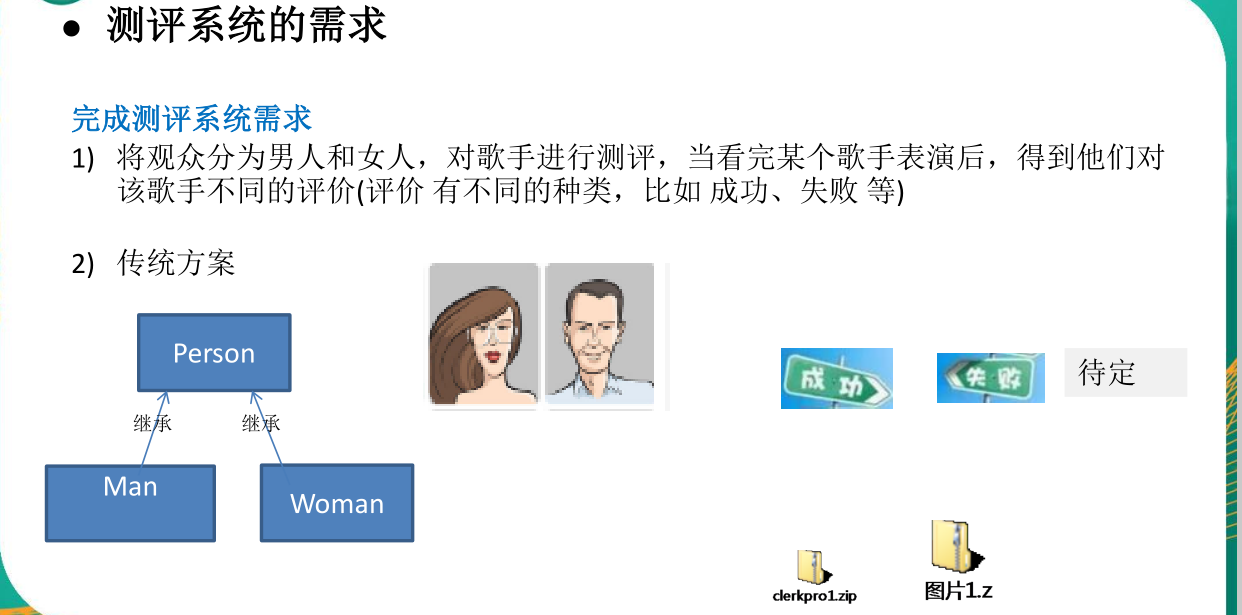 ● 测评系统的需求
完成测评系统需求
1) 将观众分为男人和女人，对歌手进行测评，当看完某个歌手表演后，得到他们对
该歌手不同的评价(评价 有不同的种类，比如 成功、失败 等)
2) 传统方案
Person
继承 继承
Man
Woman
成功
失败
待定
clerkpro1.zip
图片1.z